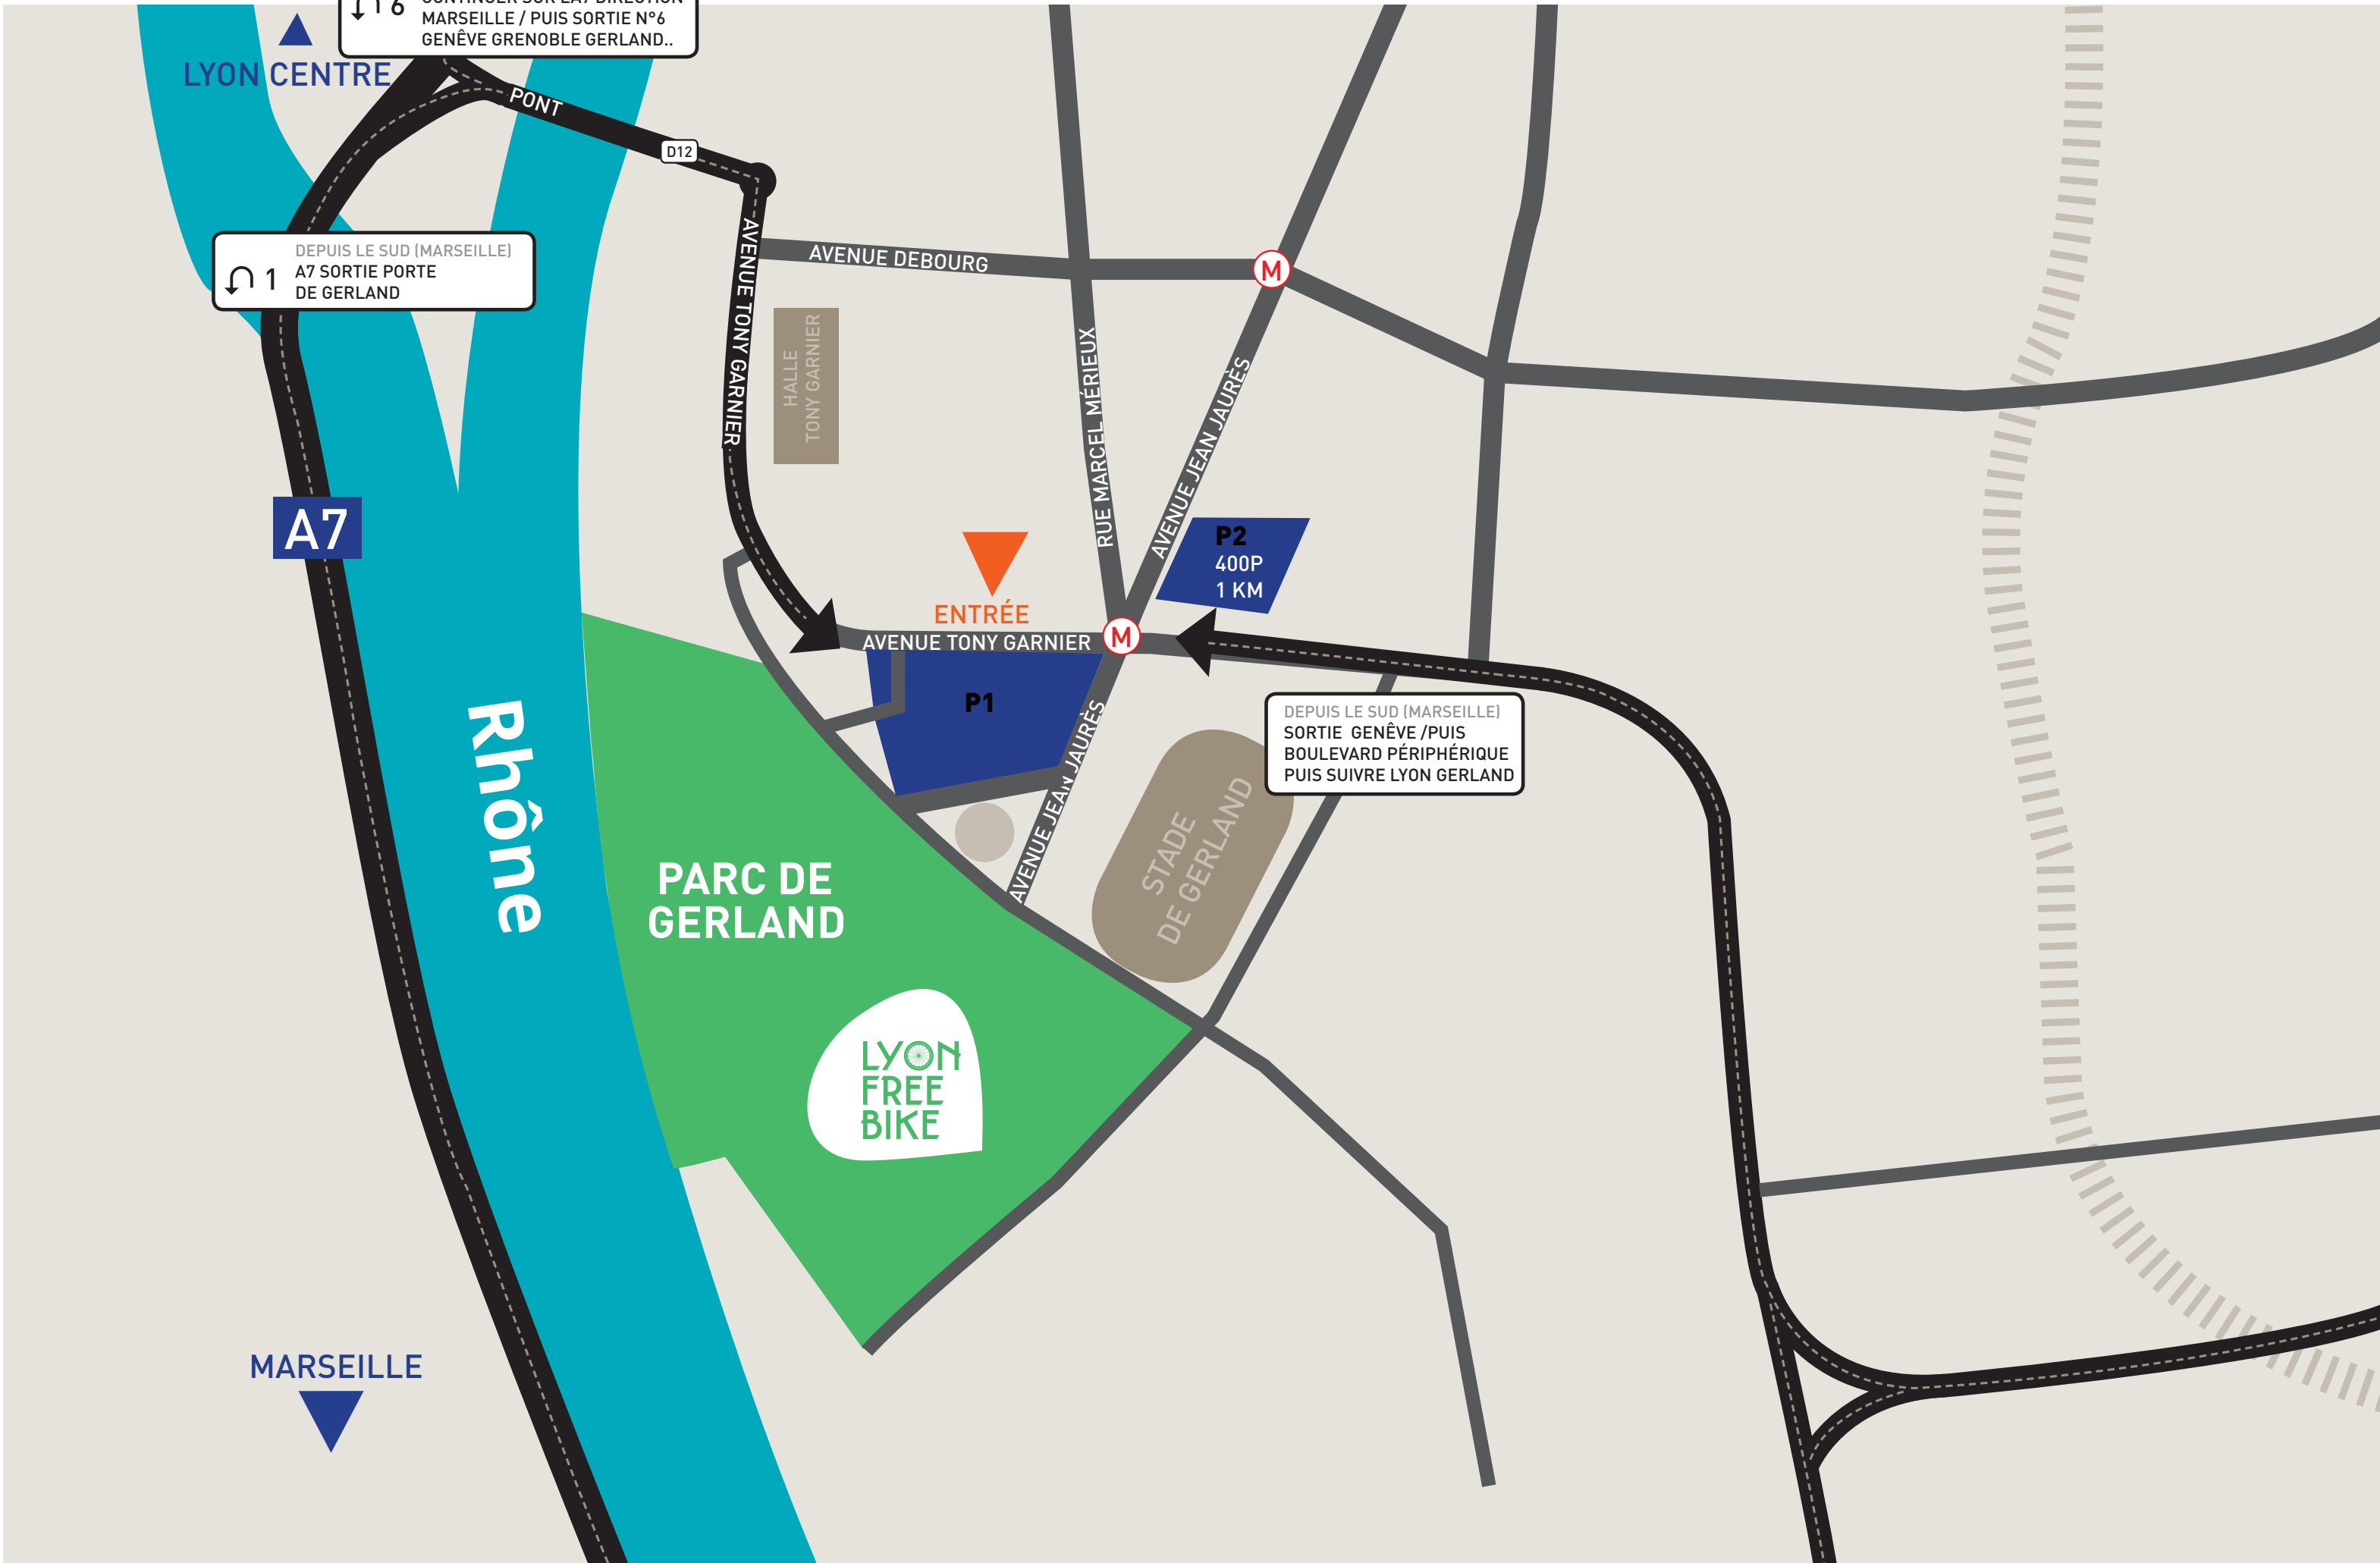 6
MARSEILLE / PUIS SORTIE N°6
GENÊVE GRENOBLE GERLAND..
LYON CENTRE
PONT
D12
DEPUIS LE SUD (MARSEILLE)
1
A7 SORTIE PORTE
DE GERLAND
AVENUE TONY GARNIER
AVENUE DEBOURG
M
HALLE
TONY GARNIER
RUE MARCEL MÉRIEUX
AVENUE JEAN JAURÈS
A7
P2
400P
1 KM
ENTRÉE
AVENUE TONY GARNIER
M
P1
AVENUE JEAN JAURÈS
DEPUIS LE SUD (MARSEILLE)
SORTIE GENÊVE /PUIS
BOULEVARD PÉRIPHÉRIQUE
PUIS SUIVRE LYON GERLAND
Rhône
STADE
DE GERLAND
PARC DE
GERLAND
LYON
FREE
BIKE
MARSEILLE